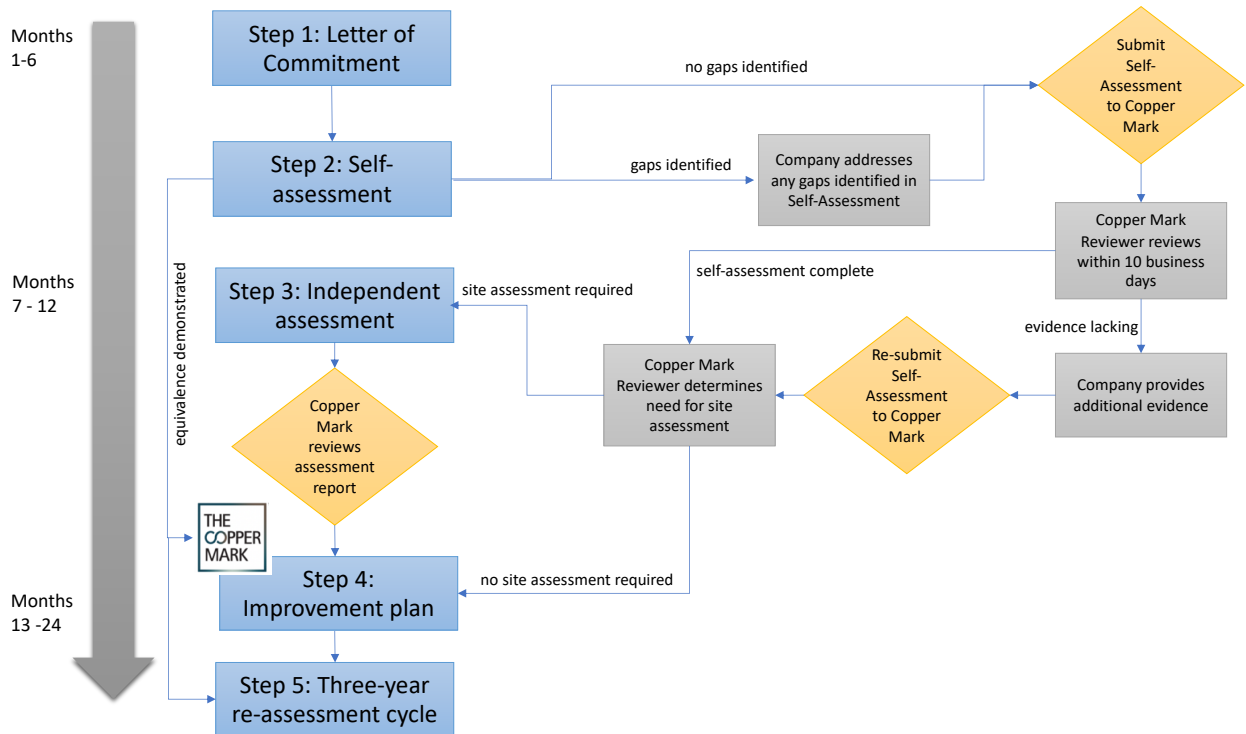 Months
1-6
Step 1: Letter of
Commitment
no gaps identified
Submit
Self-
Assessment
to Copper
Mark
Step 2: Self-
assessment
gaps identified
Company addresses
any gaps identified in
Self-Assessment
Copper Mark
Reviewer reviews
within 10 business
days
Months
7 - 12
equivalence demonstrated
Step 3: Independent
assessment
site assessment required
self-assessment complete
evidence lacking
Copper Mark
Reviewer determines
need for site
assessment
Re-submit
Self-
Assessment
to Copper
Mark
Company provides
additional evidence
Copper
Mark
reviews
assessment
report
THE
COPPER
MARK
Months
13 -24
Step 4:
Improvement plan
no site assessment required
Step 5: Three-year
re-assessment cycle